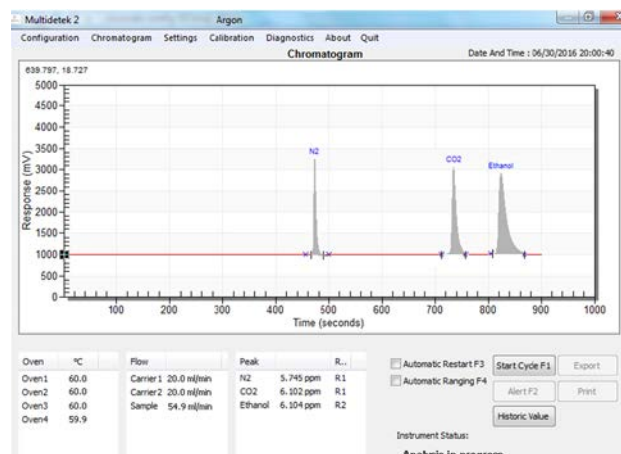 Multidetek 2 Argon
Configuration Chromatogram Settings Calibration Diagnostics About Quit
Chromatogram Date And Time : 06/30/2016 20:00:40
639.797, 18.727
5000
4500
4000
3500
3000
2500
2000
1500
1000
500
0
Response (mV)
N2
CO2
Ethanol
100 200 300 400 500 600 700 800 900 1000
Time (seconds)
Oven °C
Oven1 60.0
Oven2 60.0
Oven3 60.0
Oven4 59.9
Flow
Carrier1 20.0 ml/min
Carrier2 20.0 ml/min
Sample 54.9 ml/min
Peak R..
N2 5.745 ppm R1
CO2 6.102 ppm R1
Ethanol 6.104 ppm R2
Automatic Restart F3
Automatic Ranging F4
Start Cycle F1 Export
Alert F2 Print
Historic Value
Instrument Status:
Analysis in progress